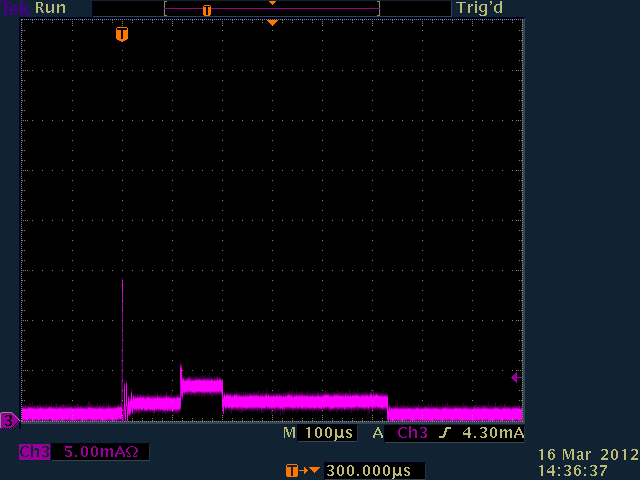 Tek Run Trig'd
T
T
3
M 100µs A Ch3 ƒ 4.30mA
Ch3 5.00mAΩ
T→▼ 300.000µs
16 Mar 2012
14:36:37